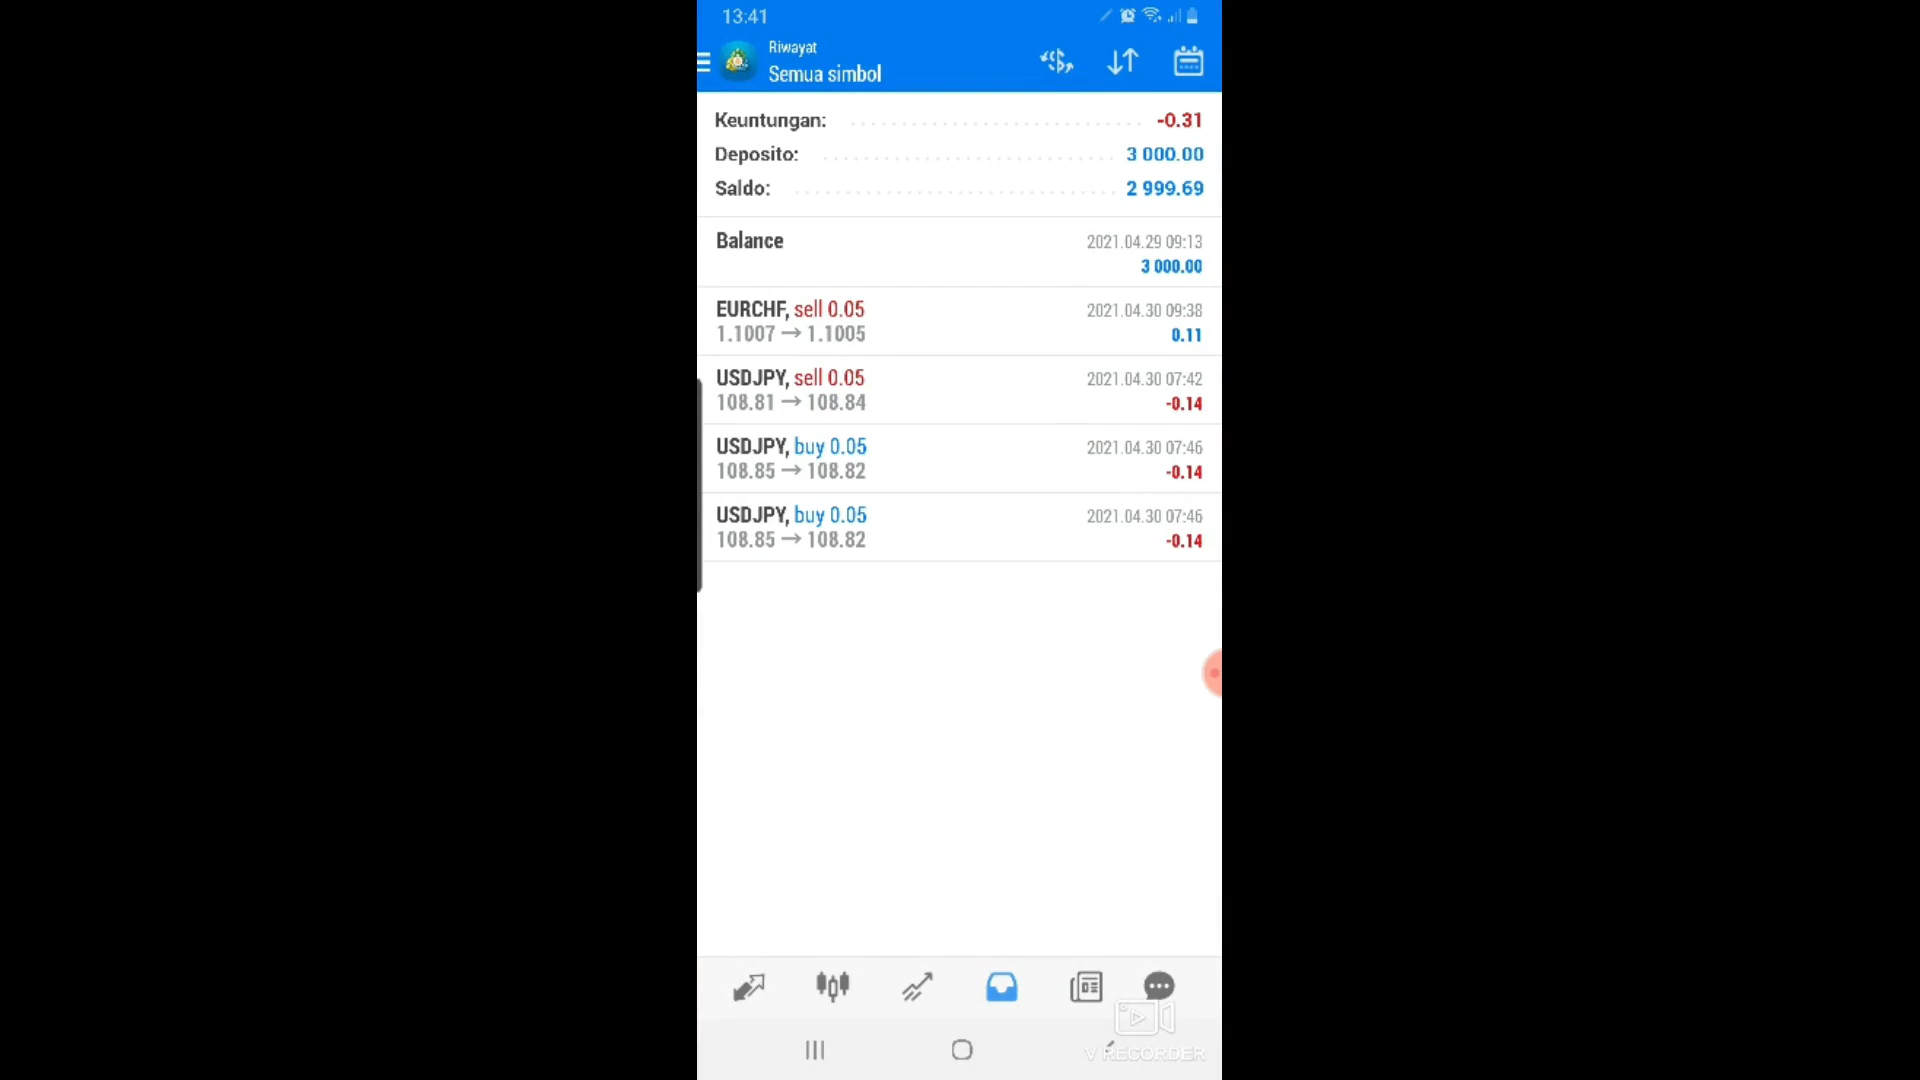 13:41
Riwayat
Semua simbol
Keuntungan: -0.31
Deposito: 3 000.00
Saldo: 2 999.69
Balance 2021.04.29 09:13
3 000.00
EURCHF, sell 0.05 2021.04.30 09:38
1.1007 → 1.1005 0.11
USDJPY, sell 0.05 2021.04.30 07:42
108.81 → 108.84 -0.14
USDJPY, buy 0.05 2021.04.30 07:46
108.85 → 108.82 -0.14
USDJPY, buy 0.05 2021.04.30 07:46
108.85 → 108.82 -0.14
V RECORDER